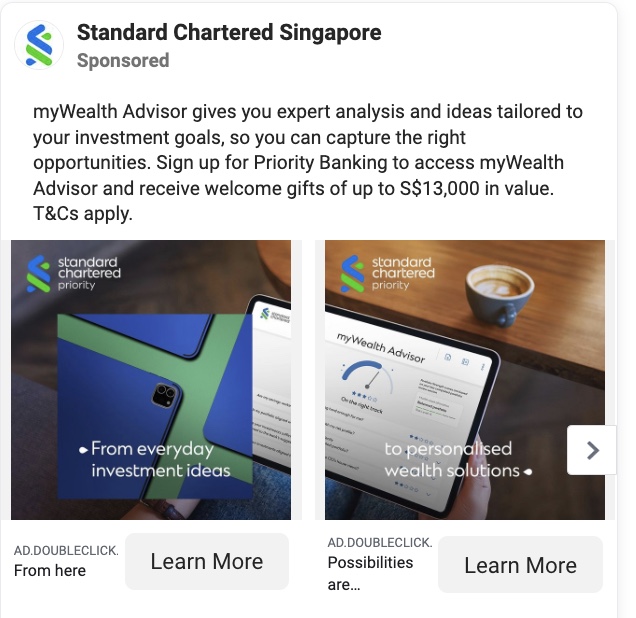 Standard Chartered Singapore
Sponsored
myWealth Advisor gives you expert analysis and ideas tailored to
your investment goals, so you can capture the right
opportunities. Sign up for Priority Banking to access myWealth
Advisor and receive welcome gifts of up to S$13,000 in value.
T&Cs apply.
standard
chartered
priority
From everyday
investment ideas
standard
chartered
priority
myWealth Advisor
On the right track
to personalised
wealth solutions
AD.DOUBLECLICK.
From here
Learn More
AD.DOUBLECLICK.
Possibilities
are…
Learn More